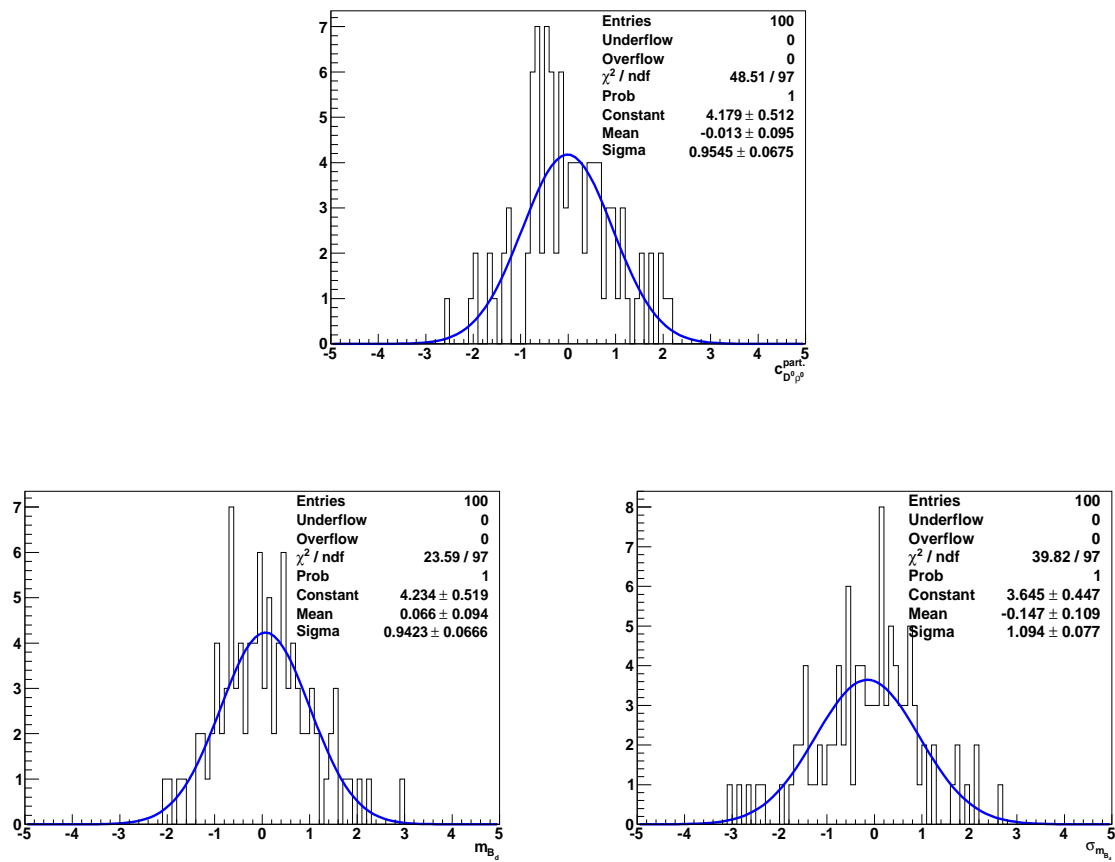 Entries 100
Underflow 0
Overflow 0
χ² / ndf 48.51 / 97
Prob 1
Constant 4.179 ± 0.512
Mean -0.013 ± 0.095
Sigma 0.9545 ± 0.0675
7
6
5
4
3
2
1
0
-5 -4 -3 -2 -1 0 1 2 3 4 5
c^{part.}_{D⁰ρ⁰}
Entries 100
Underflow 0
Overflow 0
χ² / ndf 23.59 / 97
Prob 1
Constant 4.234 ± 0.519
Mean 0.066 ± 0.094
Sigma 0.9423 ± 0.0666
7
6
5
4
3
2
1
0
-5 -4 -3 -2 -1 0 1 2 3 4 5
m_{B_d}
Entries 100
Underflow 0
Overflow 0
χ² / ndf 39.82 / 97
Prob 1
Constant 3.645 ± 0.447
Mean -0.147 ± 0.109
Sigma 1.094 ± 0.077
8
7
6
5
4
3
2
1
0
-5 -4 -3 -2 -1 0 1 2 3 4 5
σ_{m_{B_d}}